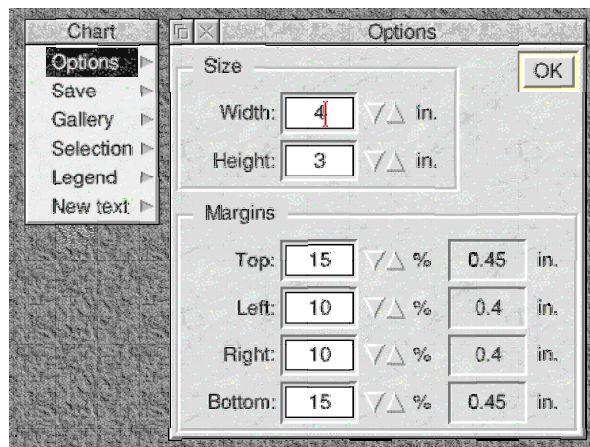 Chart
Options
Save
Gallery
Selection
Legend
New text
Options
OK
Size
Width: 4 in.
Height: 3 in.
Margins
Top: 15 % 0.45 in.
Left: 10 % 0.4 in.
Right: 10 % 0.4 in.
Bottom: 15 % 0.45 in.